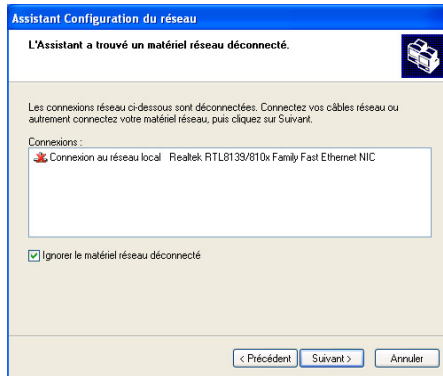 Assistant Configuration du réseau
L'Assistant a trouvé un matériel réseau déconnecté.
Les connexions réseau ci-dessous sont déconnectées. Connectez vos câbles réseau ou
autrement connectez votre matériel réseau, puis cliquez sur Suivant.
Connexions :
Connexion au réseau local Realtek RTL8139/810x Family Fast Ethernet NIC
Ignorer le matériel réseau déconnecté
< Précédent
Suivant >
Annuler